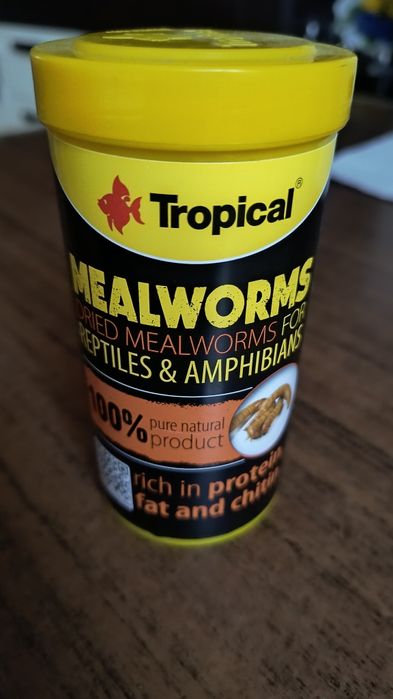 Tropical®
MEALWORMS
DRIED MEALWORMS FOR
REPTILES & AMPHIBIANS
100% pure natural
product
rich in protein,
fat and chitin